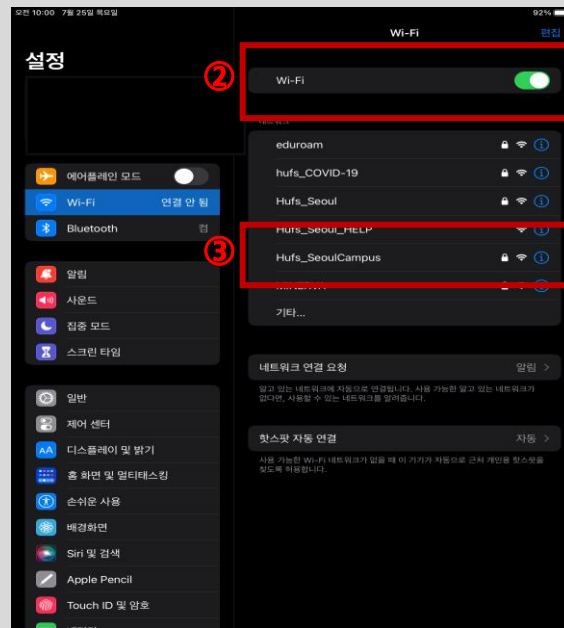 오전 10:00 7월 25일 목요일
92%
설정
Wi-Fi
편집
②
Wi-Fi
네트워크
eduroam
hufs_COVID-19
Hufs_Seoul
Hufs_Seoul_HELP
③
Hufs_SeoulCampus
기타...
네트워크 연결 요청
알림
알고 있는 네트워크에 자동으로 연결됩니다. 사용 가능한 알고 있는 네트워크가
없다면, 사용할 수 있는 네트워크를 알려줍니다.
핫스팟 자동 연결
자동
사용 가능한 Wi-Fi 네트워크가 없을 때 이 기기가 자동으로 근처 개인용 핫스팟을
찾도록 허용합니다.
에어플레인 모드
Wi-Fi
연결 안 됨
Bluetooth
켬
알림
사운드
집중 모드
스크린 타임
일반
제어 센터
AA
디스플레이 및 밝기
홈 화면 및 멀티태스킹
손쉬운 사용
배경화면
Siri 및 검색
Apple Pencil
Touch ID 및 암호